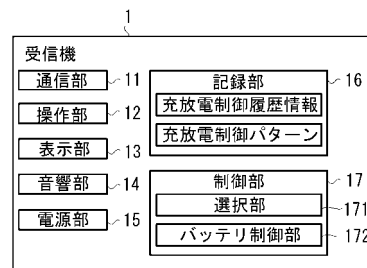 1
受信機
通信部 11
操作部 12
表示部 13
音響部 14
電源部 15
記録部 16
充放電制御履歴情報
充放電制御パターン
制御部 17
選択部 171
バッテリ制御部 172